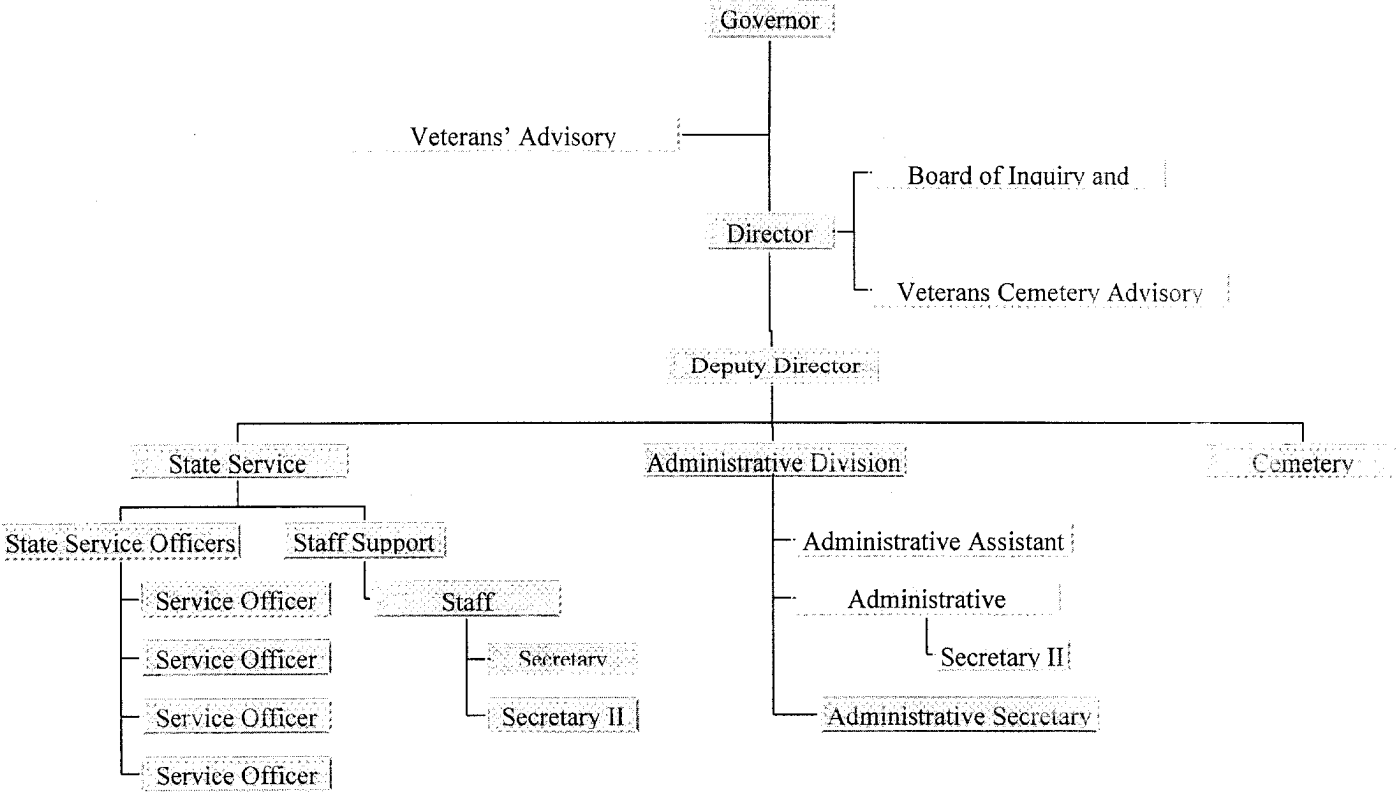 Governor
Veterans' Advisory
Board of Inquiry and
Director
Veterans Cemetery Advisory
Deputy Director
State Service
Administrative Division
Cemetery
State Service Officers
Staff Support
Administrative Assistant
Service Officer
Staff
Administrative
Service Officer
Secretary
Secretary II
Service Officer
Secretary II
Administrative Secretary
Service Officer